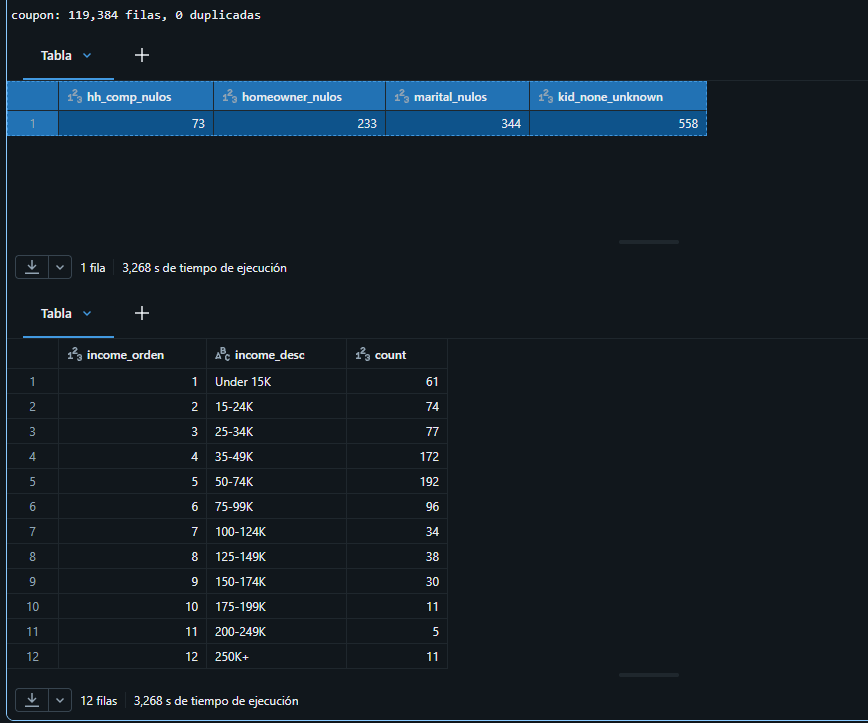 coupon: 119,384 filas, 0 duplicadas
Tabla
hh_comp_nulos homeowner_nulos marital_nulos kid_none_unknown
1 73 233 344 558
1 fila 3,268 s de tiempo de ejecución
Tabla
income_orden income_desc count
1 1 Under 15K 61
2 2 15-24K 74
3 3 25-34K 77
4 4 35-49K 172
5 5 50-74K 192
6 6 75-99K 96
7 7 100-124K 34
8 8 125-149K 38
9 9 150-174K 30
10 10 175-199K 11
11 11 200-249K 5
12 12 250K+ 11
12 filas 3,268 s de tiempo de ejecución